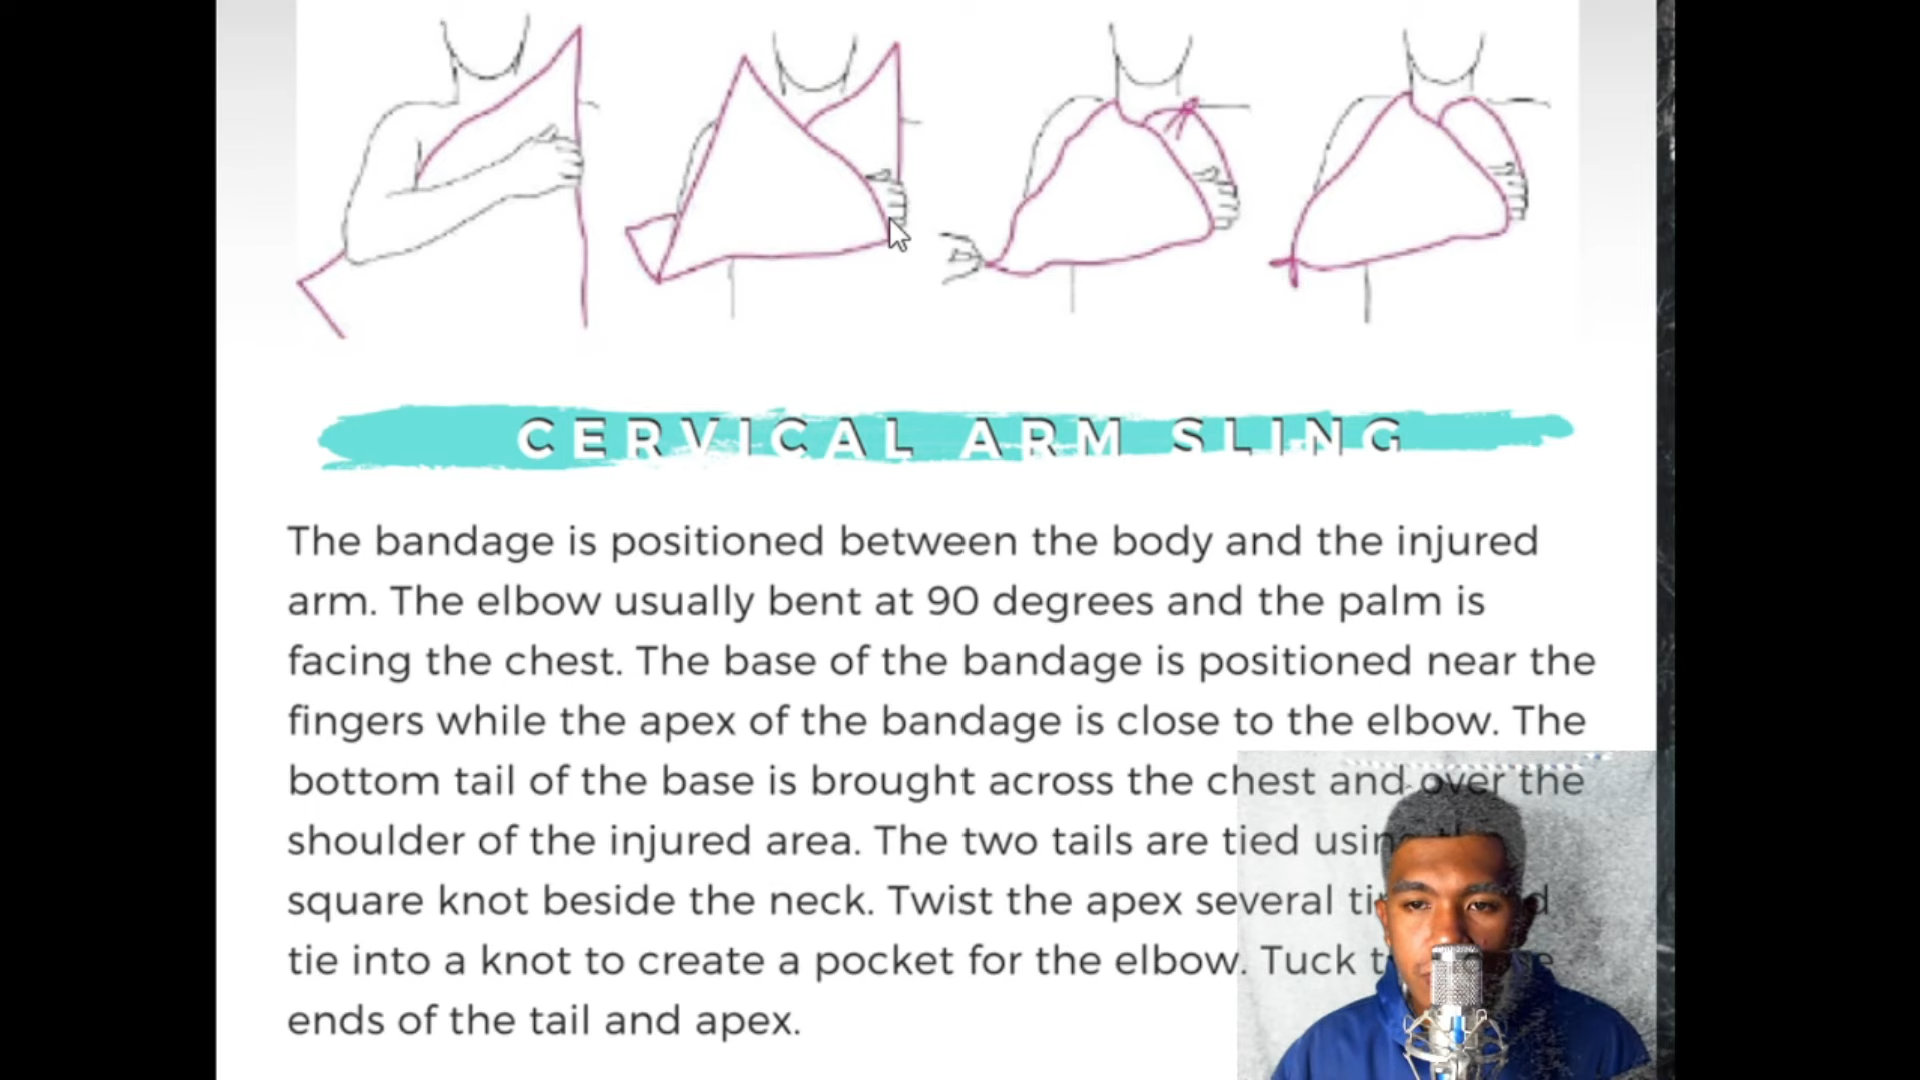 CERVICAL ARM SLING
The bandage is positioned between the body and the injured
arm. The elbow usually bent at 90 degrees and the palm is
facing the chest. The base of the bandage is positioned near the
fingers while the apex of the bandage is close to the elbow. The
bottom tail of the base is brought across the chest and over the
shoulder of the injured area. The two tails are tied
square knot beside the neck. Twist the apex several
tie into a knot to create a pocket for the elbow. Tuck
ends of the tail and apex.